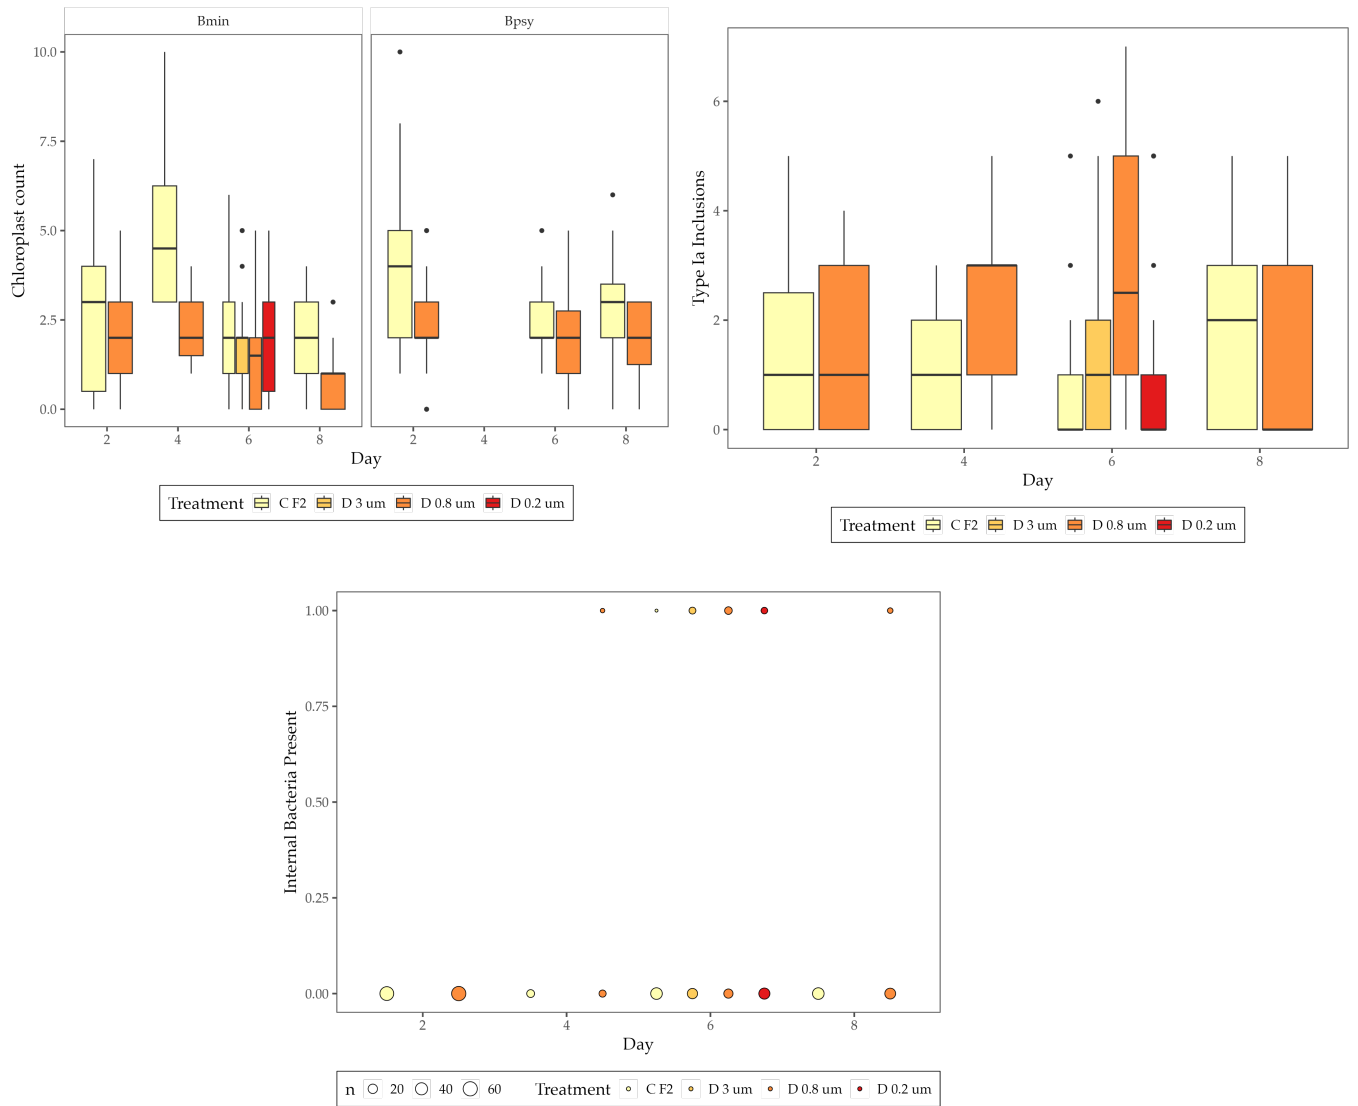 Bmin
Bpsy
10.0
7.5
5.0
2.5
0.0
Chloroplast count
2 4 6 8
2 4 6 8
Day
Treatment C F2 D 3 um D 0.8 um D 0.2 um
6
4
2
0
Type Ia Inclusions
2 4 6 8
Day
Treatment C F2 D 3 um D 0.8 um D 0.2 um
1.00
0.75
0.50
0.25
0.00
Internal Bacteria Present
2 4 6 8
Day
n 20 40 60 Treatment C F2 D 3 um D 0.8 um D 0.2 um